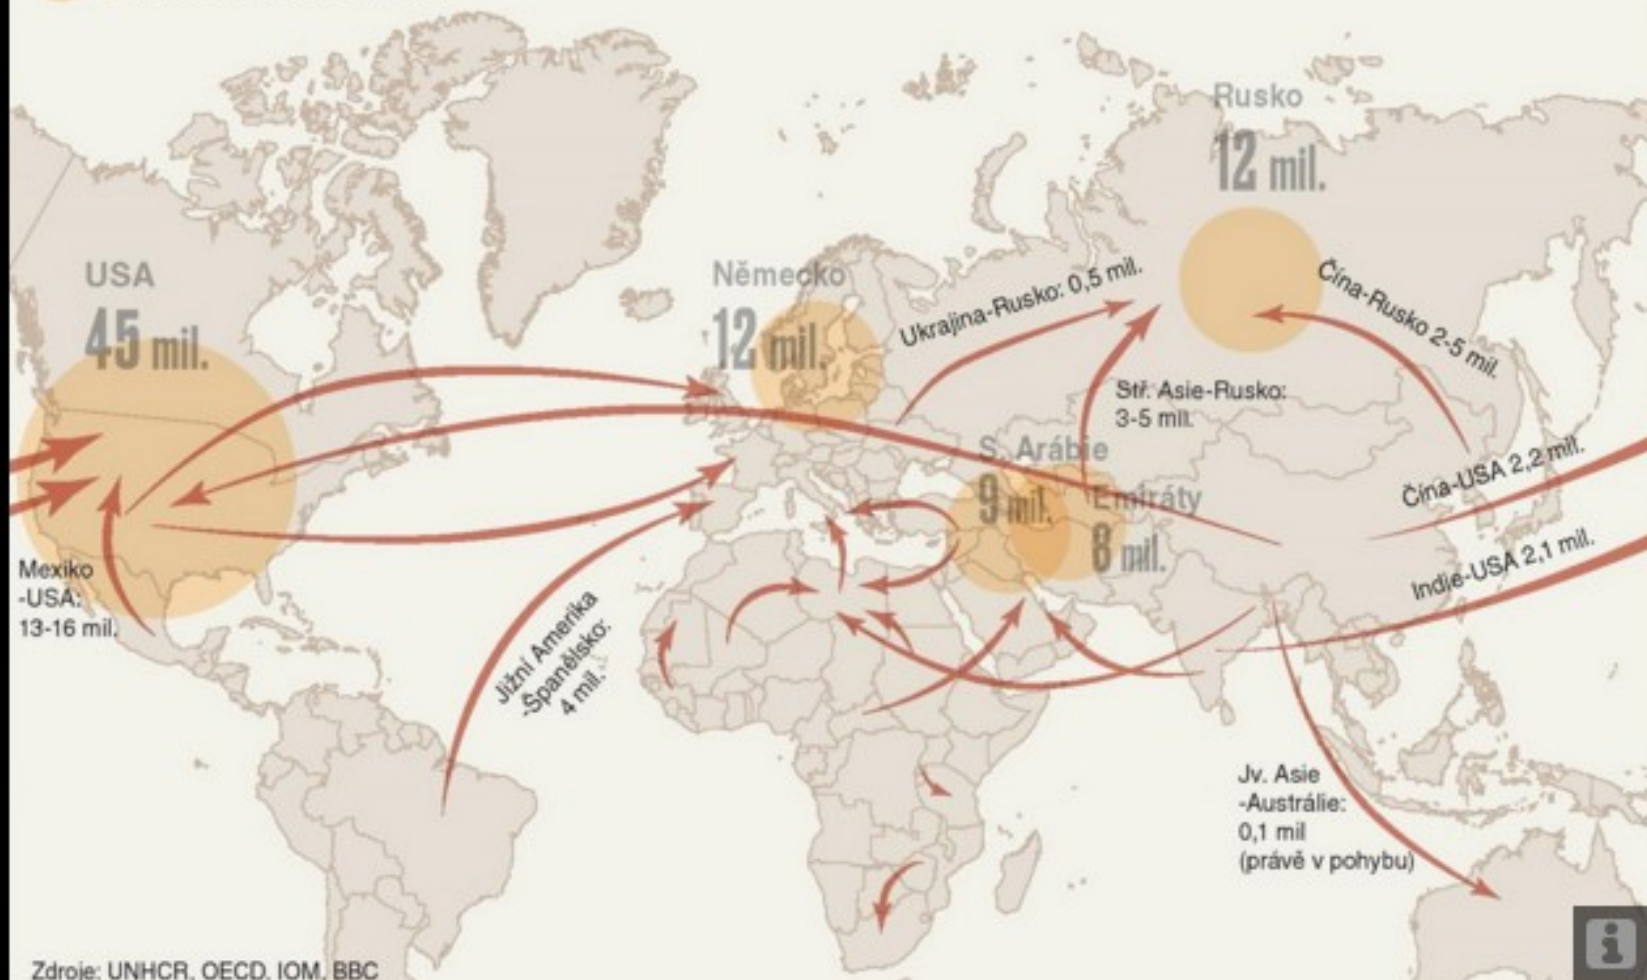 Rusko
12 mil.
USA
45 mil.
Německo
12 mil.
Ukrajina-Rusko: 0,5 mil.
Čína-Rusko 2-5 mil.
Stř. Asie-Rusko:
3-5 mil.
S. Arábie
9 mil.
Emiráty
8 mil.
Čína-USA 2,2 mil.
Indie-USA 2,1 mil.
Mexiko
-USA:
13-16 mil.
Jižní Amerika
-Španělsko:
4 mil.
Jv. Asie
-Austrálie:
0,1 mil
(právě v pohybu)
Zdroje: UNHCR, OECD, IOM, BBC
i